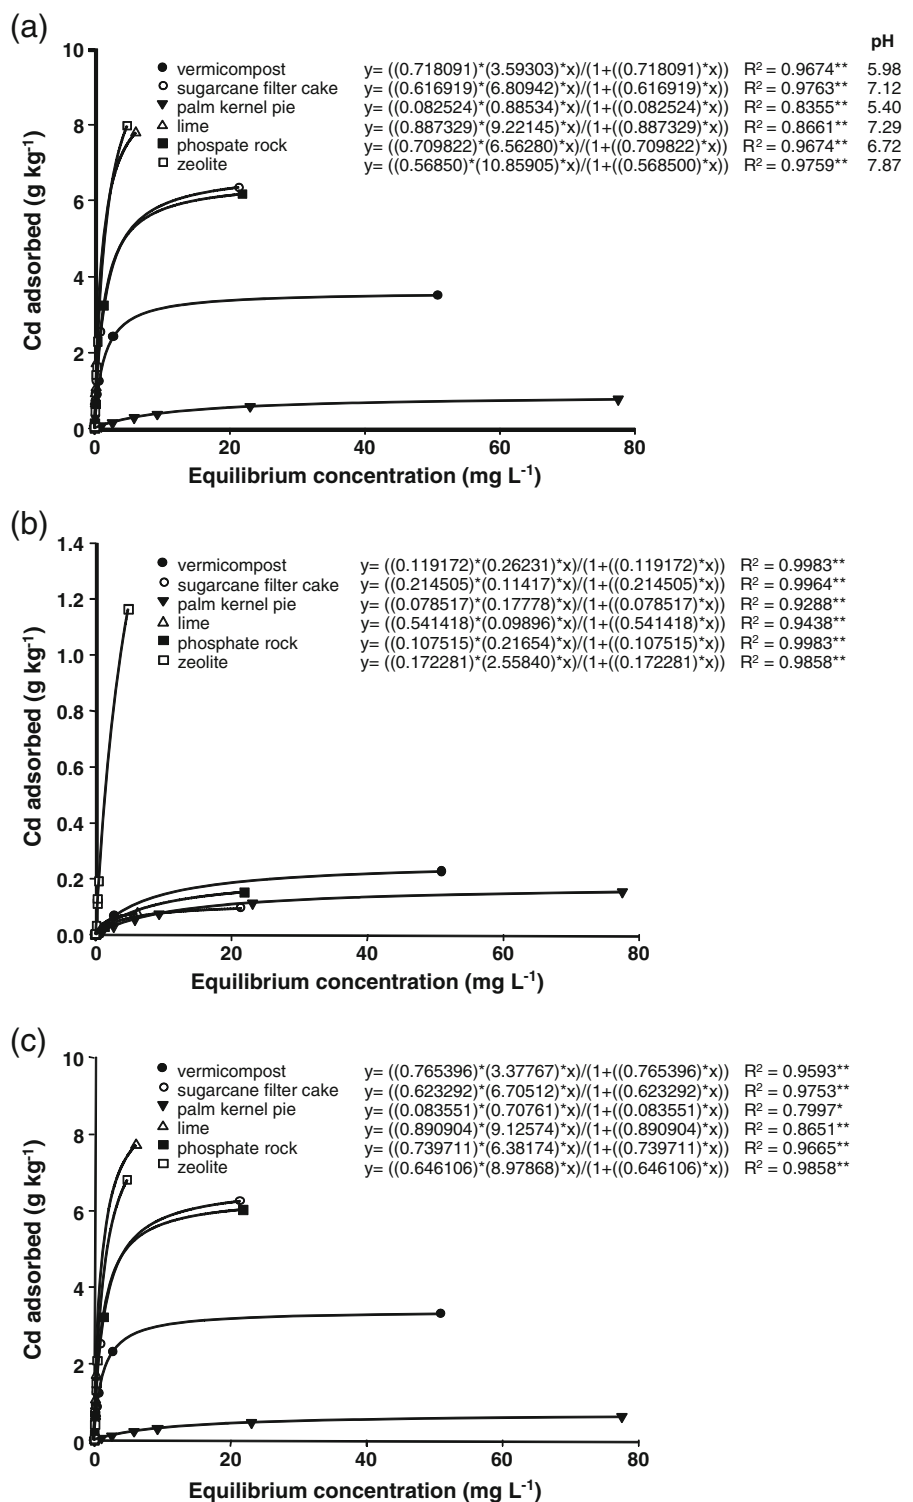 (a)
pH
10
8
6
4
2
0
Cd adsorbed (g kg⁻¹)
vermicompost y= ((0.718091)*(3.59303)*x)/(1+((0.718091)*x)) R² = 0.9674** 5.98
sugarcane filter cake y= ((0.616919)*(6.80942)*x)/(1+((0.616919)*x)) R² = 0.9763** 7.12
palm kernel pie y= ((0.082524)*(0.88534)*x)/(1+((0.082524)*x)) R² = 0.8355** 5.40
lime y= ((0.887329)*(9.22145)*x)/(1+((0.887329)*x)) R² = 0.8661** 7.29
phospate rock y= ((0.709822)*(6.56280)*x)/(1+((0.709822)*x)) R² = 0.9674** 6.72
zeolite y= ((0.56850)*(10.85905)*x)/(1+((0.568500)*x)) R² = 0.9759** 7.87
0 20 40 60 80
Equilibrium concentration (mg L⁻¹)
(b)
1.4
1.2
1.0
0.8
0.6
0.4
0.2
0.0
Cd adsorbed (g kg⁻¹)
vermicompost y= ((0.119172)*(0.26231)*x)/(1+((0.119172)*x)) R² = 0.9983**
sugarcane filter cake y= ((0.214505)*(0.11417)*x)/(1+((0.214505)*x)) R² = 0.9964**
palm kernel pie y= ((0.078517)*(0.17778)*x)/(1+((0.078517)*x)) R² = 0.9288**
lime y= ((0.541418)*(0.09896)*x)/(1+((0.541418)*x)) R² = 0.9438**
phosphate rock y= ((0.107515)*(0.21654)*x)/(1+((0.107515)*x)) R² = 0.9983**
zeolite y= ((0.172281)*(2.55840)*x)/(1+((0.172281)*x)) R² = 0.9858**
0 20 40 60 80
Equilibrium concentration (mg L⁻¹)
(c)
10
8
6
4
2
0
Cd adsorbed (g kg⁻¹)
vermicompost y= ((0.765396)*(3.37767)*x)/(1+((0.765396)*x)) R² = 0.9593**
sugarcane filter cake y= ((0.623292)*(6.70512)*x)/(1+((0.623292)*x)) R² = 0.9753**
palm kernel pie y= ((0.083551)*(0.70761)*x)/(1+((0.083551)*x)) R² = 0.7997*
lime y= ((0.890904)*(9.12574)*x)/(1+((0.890904)*x)) R² = 0.8651**
phosphate rock y= ((0.739711)*(6.38174)*x)/(1+((0.739711)*x)) R² = 0.9665**
zeolite y= ((0.646106)*(8.97868)*x)/(1+((0.646106)*x)) R² = 0.9858**
0 20 40 60 80
Equilibrium concentration (mg L⁻¹)